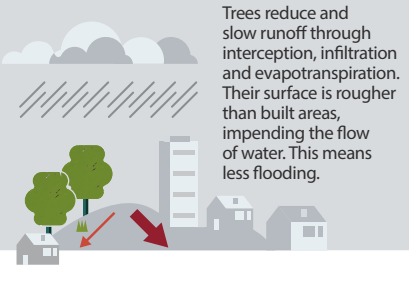 Trees reduce and
slow runoff through
interception, infiltration
and evapotranspiration.
Their surface is rougher
than built areas,
impending the flow
of water. This means
less flooding.